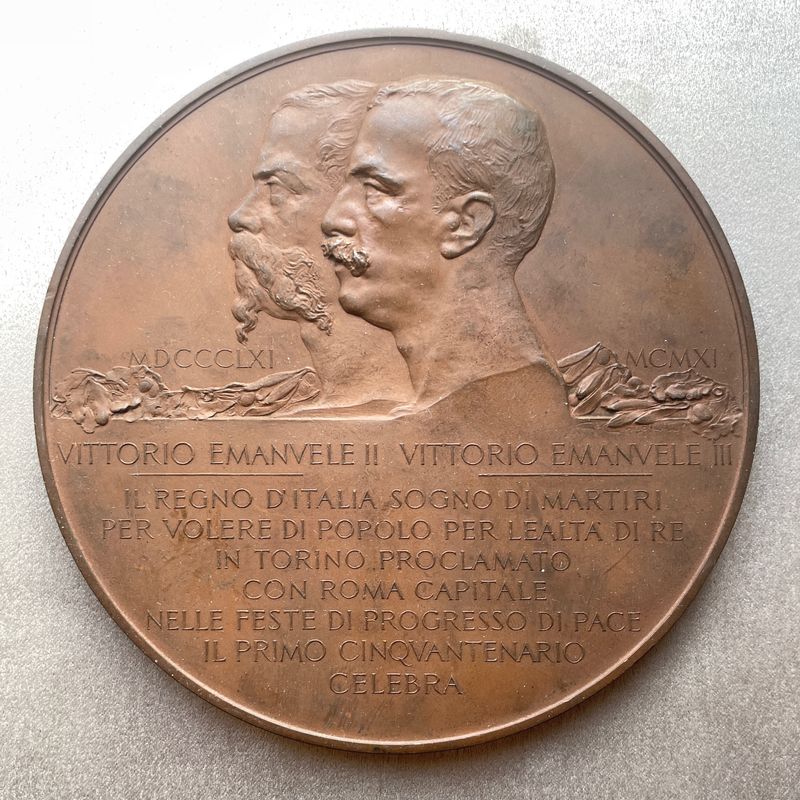 MDCCCLXI MCMXI
VITTORIO EMANVELE II VITTORIO EMANVELE III
IL REGNO D'ITALIA SOGNO DI MARTIRI
PER VOLERE DI POPOLO PER LEALTA' DI RE
IN TORINO PROCLAMATO
CON ROMA CAPITALE
NELLE FESTE DI PROGRESSO DI PACE
IL PRIMO CINQVANTENARIO
CELEBRA